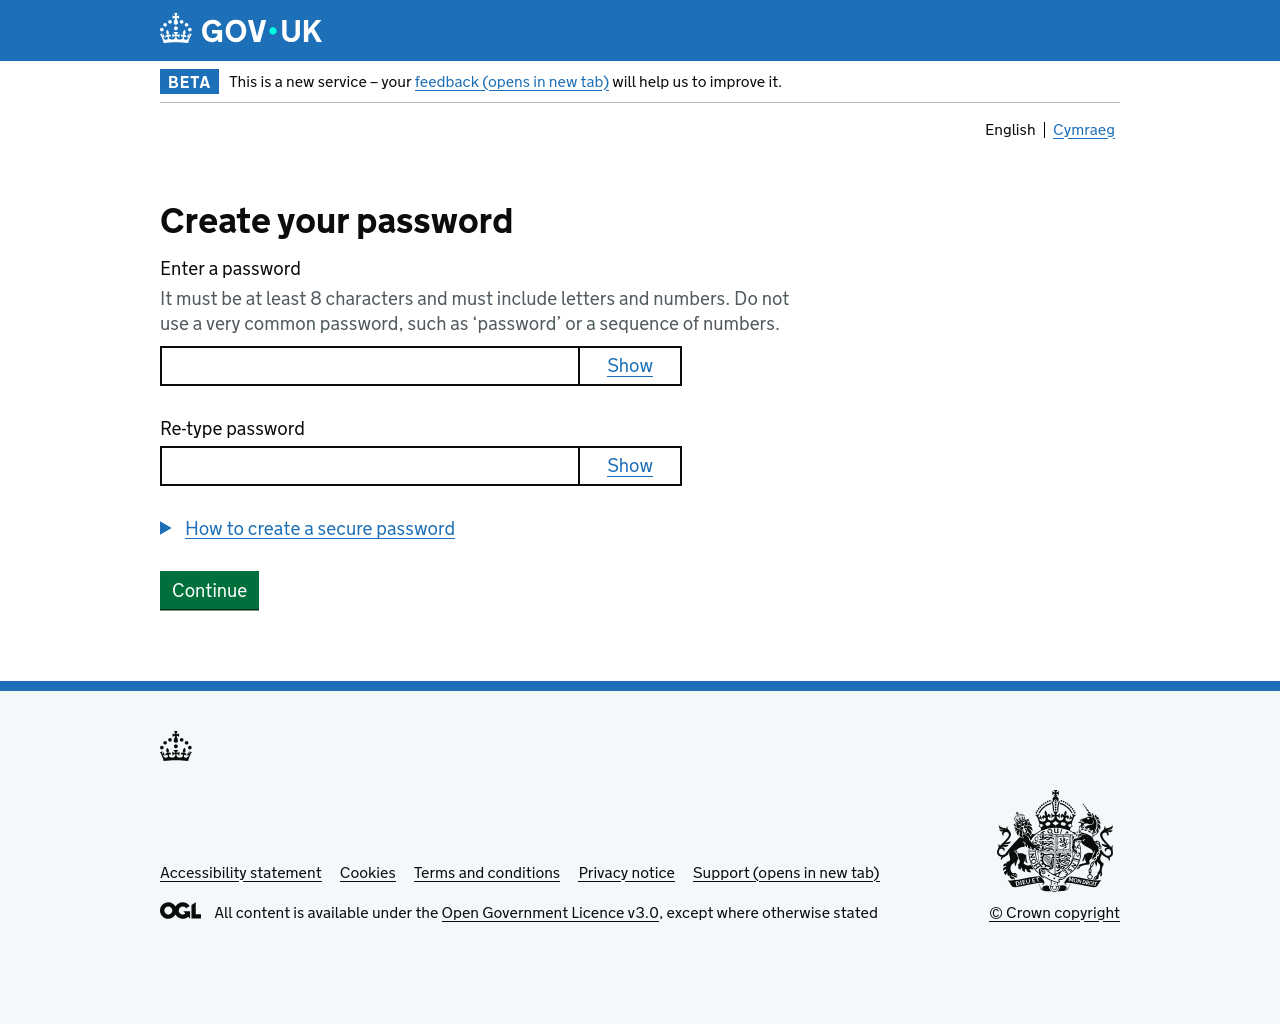 GOV•UK
BETA This is a new service – your feedback (opens in new tab) will help us to improve it.
English Cymraeg
Create your password
Enter a password
It must be at least 8 characters and must include letters and numbers. Do not
use a very common password, such as ‘password’ or a sequence of numbers.
Show
Re-type password
Show
How to create a secure password
Continue
Accessibility statement Cookies Terms and conditions Privacy notice Support (opens in new tab)
OGL All content is available under the Open Government Licence v3.0, except where otherwise stated
DIEU ET MON DROIT
© Crown copyright